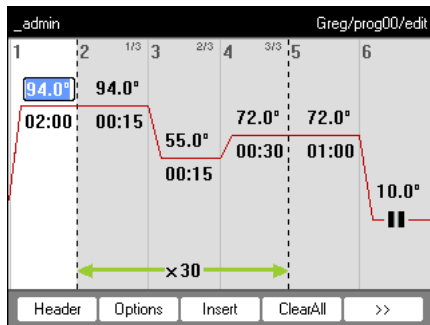 _admin Greg/prog00/edit
1 2 1/3 3 2/3 4 3/3 5 6
94.0° 94.0°
72.0° 72.0°
02:00 00:15
55.0°
00:30 01:00
00:15
10.0°
×30
Header Options Insert ClearAll >>